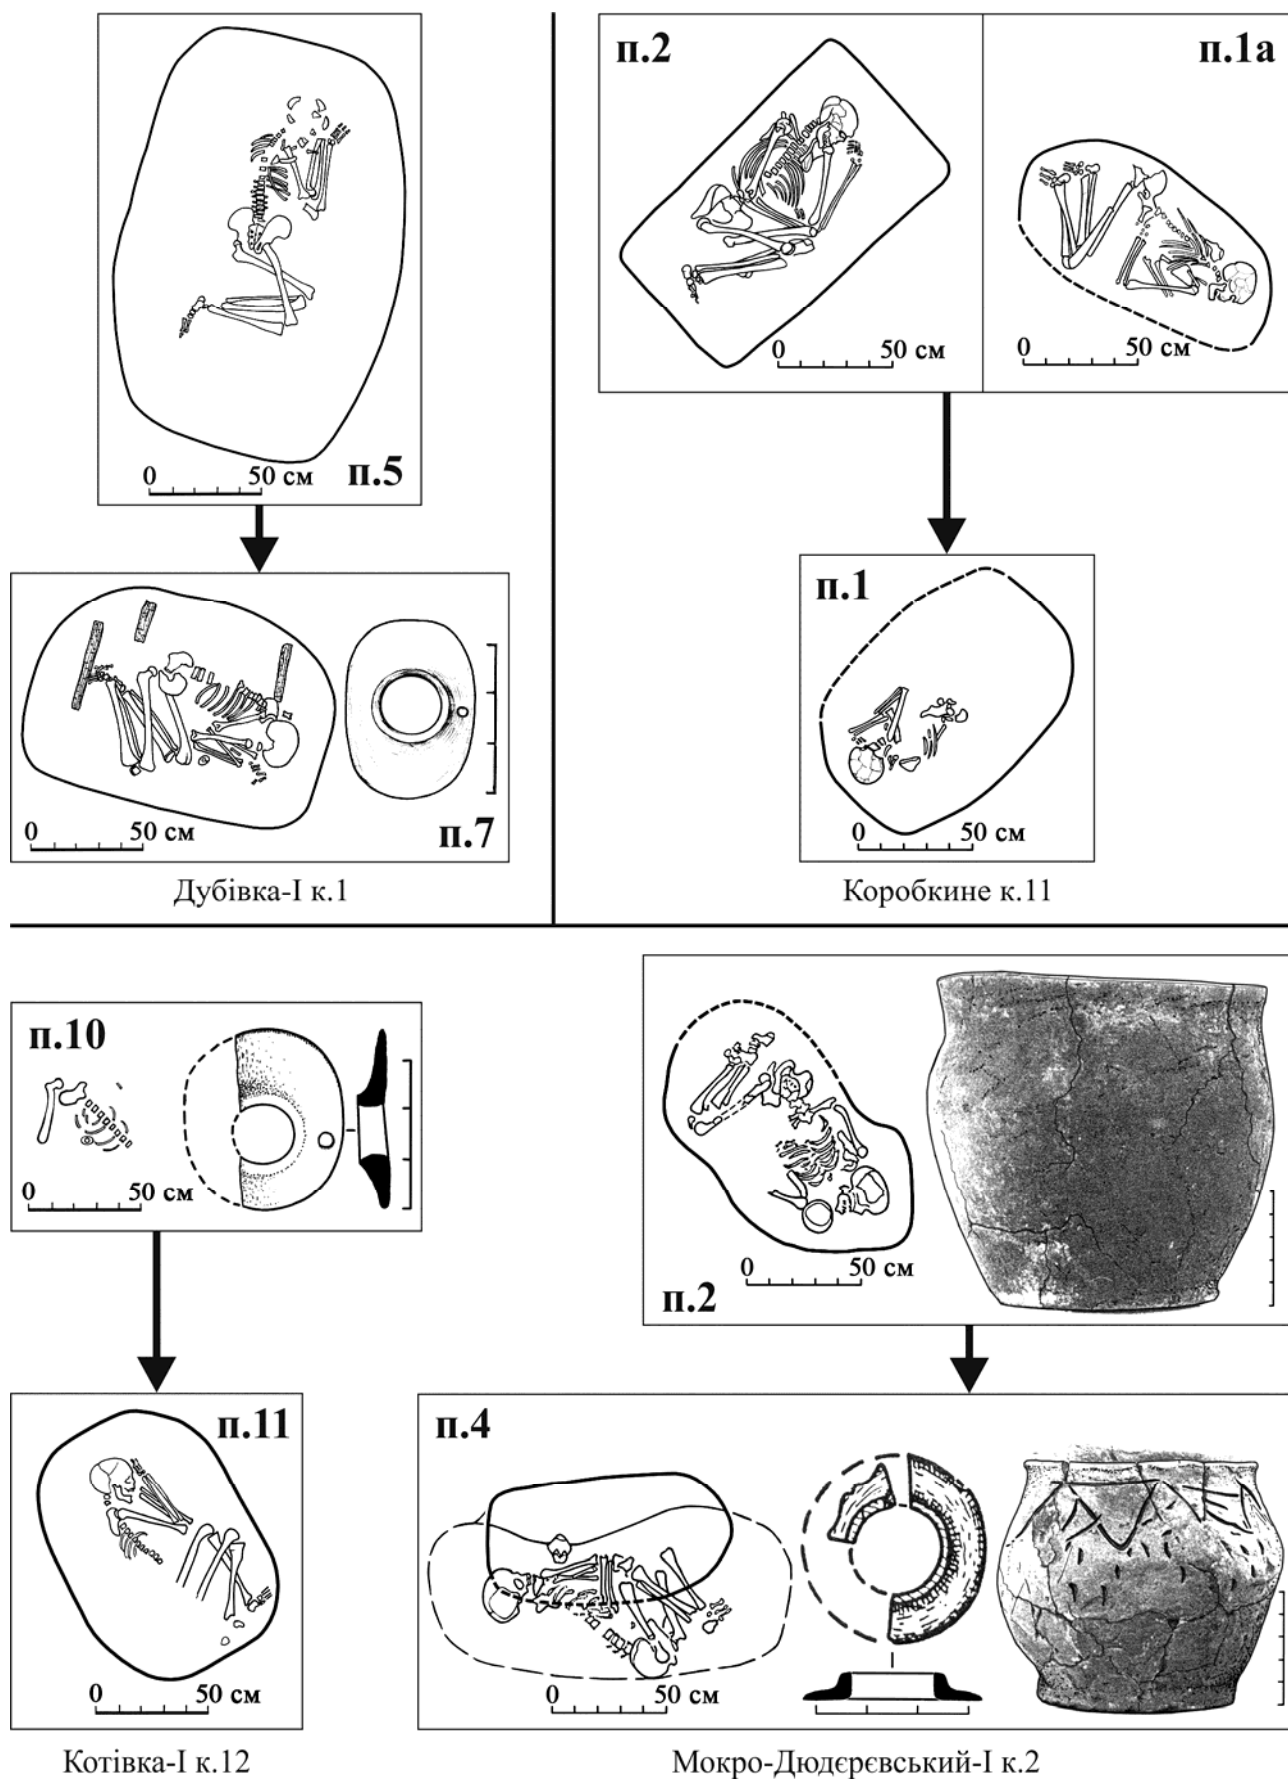 п.5
0 50 см
п.7
0 50 см
Дубівка-І к.1
п.2
0 50 см
п.1а
0 50 см
п.1
0 50 см
Коробкине к.11
п.10
0 50 см
п.11
0 50 см
Котівка-І к.12
п.2
0 50 см
п.4
0 50 см
Мокро-Дюдєрєвський-І к.2